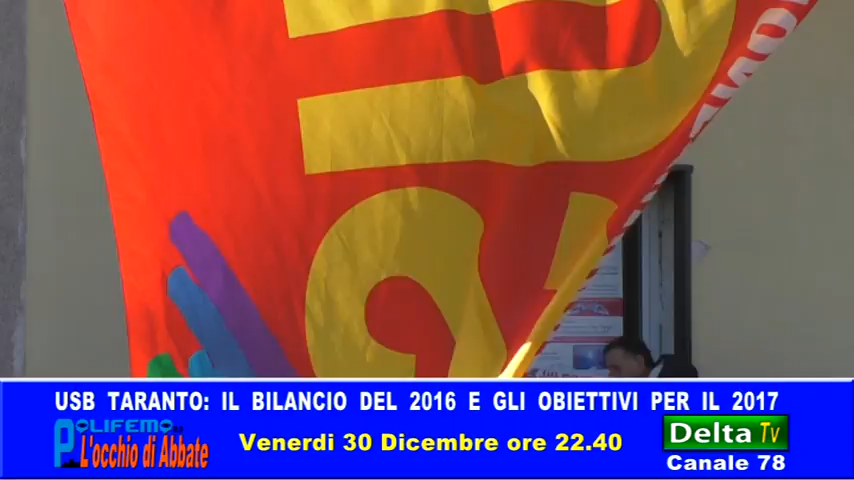 USB TARANTO: IL BILANCIO DEL 2016 E GLI OBIETTIVI PER IL 2017
POLIFEMO
L'occhio di Abbate
Venerdi 30 Dicembre ore 22.40
Delta Tv
Canale 78